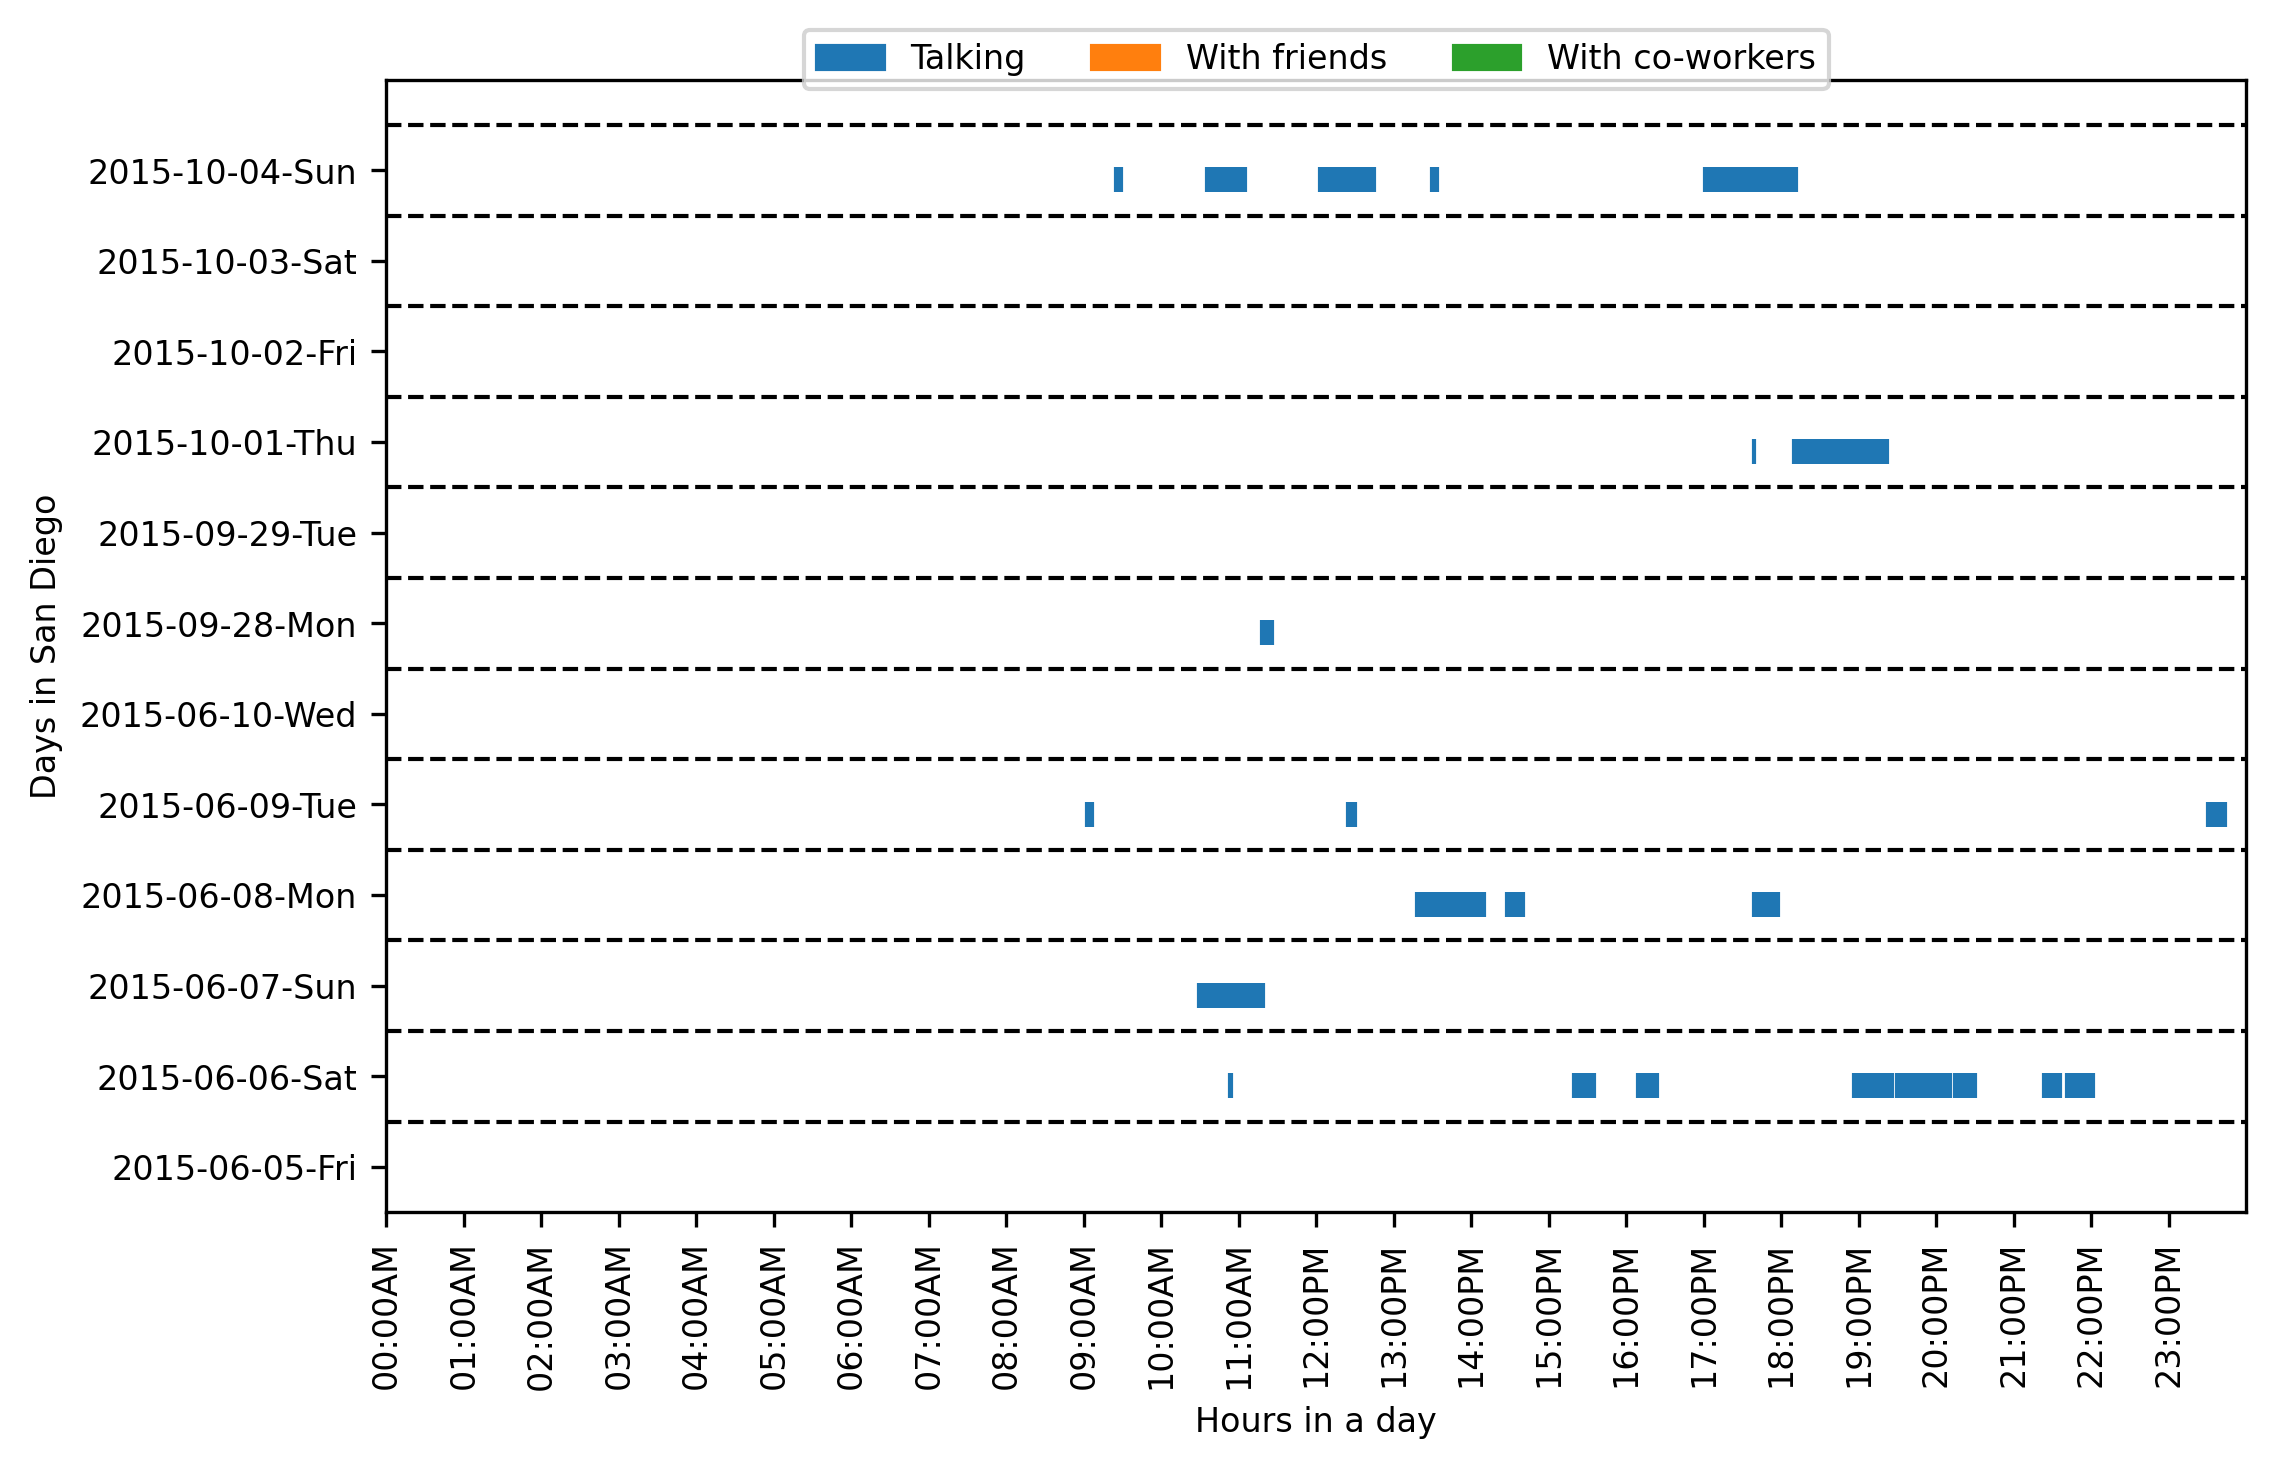 Talking With friends With co-workers
Days in San Diego
2015-10-04-Sun
2015-10-03-Sat
2015-10-02-Fri
2015-10-01-Thu
2015-09-29-Tue
2015-09-28-Mon
2015-06-10-Wed
2015-06-09-Tue
2015-06-08-Mon
2015-06-07-Sun
2015-06-06-Sat
2015-06-05-Fri
00:00AM
01:00AM
02:00AM
03:00AM
04:00AM
05:00AM
06:00AM
07:00AM
08:00AM
09:00AM
10:00AM
11:00AM
12:00PM
13:00PM
14:00PM
15:00PM
16:00PM
17:00PM
18:00PM
19:00PM
20:00PM
21:00PM
22:00PM
23:00PM
Hours in a day